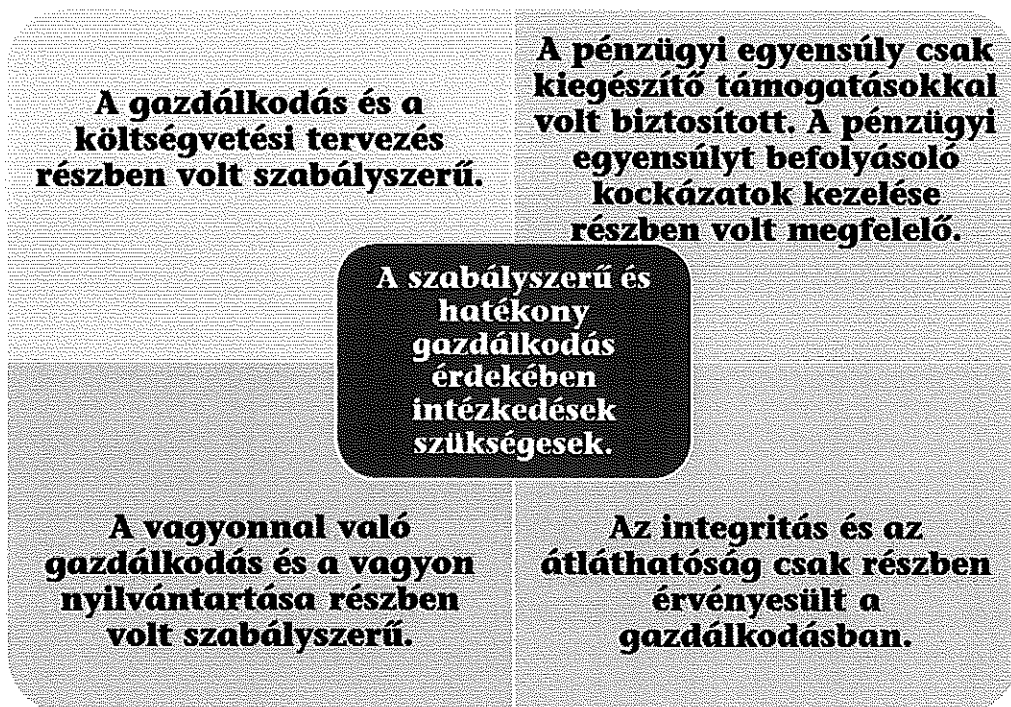 A gazdálkodás és a
költségvetési tervezés
részben volt szabályszerű.
A pénzügyi egyensúly csak
kiegészítő támogatásokkal
volt biztosított. A pénzügyi
egyensúlyt befolyásoló
kockázatok kezelése
részben volt megfelelő.
A szabályszerű és
hatékony
gazdálkodás
érdekében
intézkedések
szükségesek.
A vagyonnal való
gazdálkodás és a vagyon
nyilvántartása részben
volt szabályszerű.
Az integritás és az
átláthatóság csak részben
érvényesült a
gazdálkodásban.